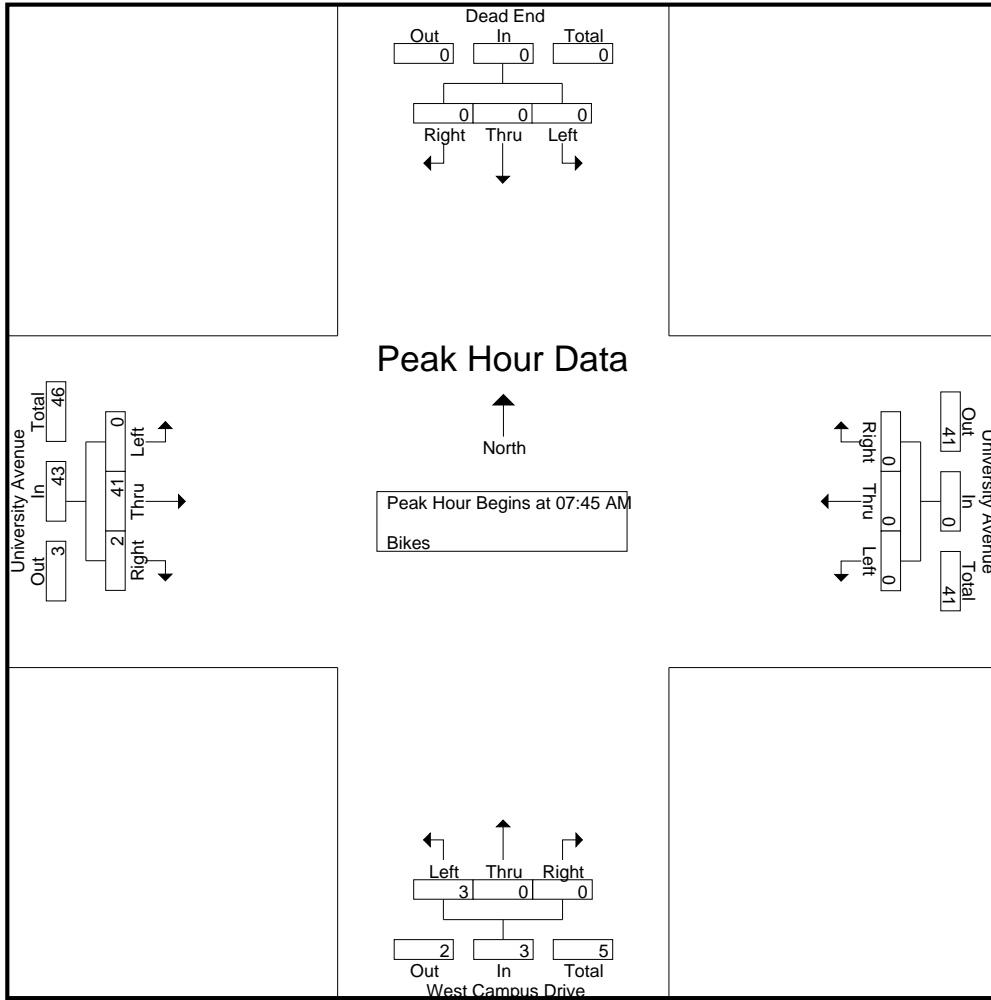 Dead End
Out In Total
0 0 0
0 0 0
Right Thru Left
Peak Hour Data
North
Peak Hour Begins at 07:45 AM
Bikes
University Avenue
Total In Out
46 43 3
0 41 2
Left Thru Right
University Avenue
Out In Total
41 0 41
0 0 0
Right Thru Left
Left Thru Right
3 0 0
2 3 5
Out In Total
West Campus Drive